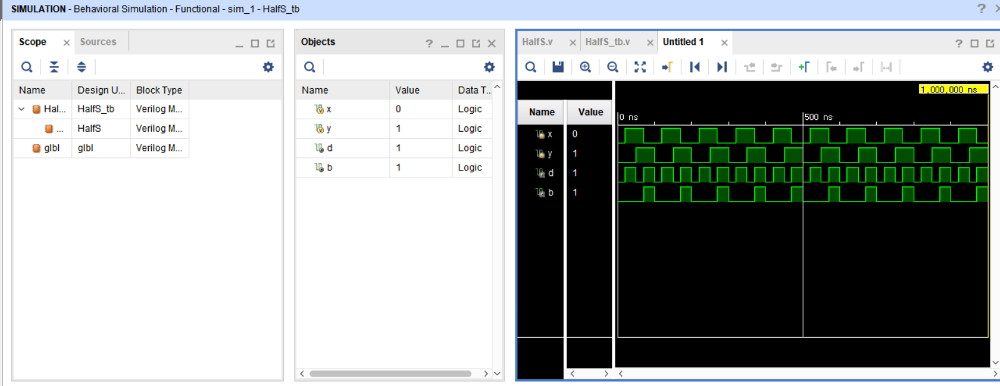 SIMULATION - Behavioral Simulation - Functional - sim_1 - HalfS_tb
Scope
Sources
Name Design U... Block Type
Hal... HalfS_tb Verilog M...
... HalfS Verilog M...
glbl glbl Verilog M...
Objects
Name Value Data T...
x 0 Logic
y 1 Logic
d 1 Logic
b 1 Logic
HalfS.v HalfS_tb.v Untitled 1
1,000,000 ns
Name Value
0 ns 500 ns
x 0
y 1
d 1
b 1